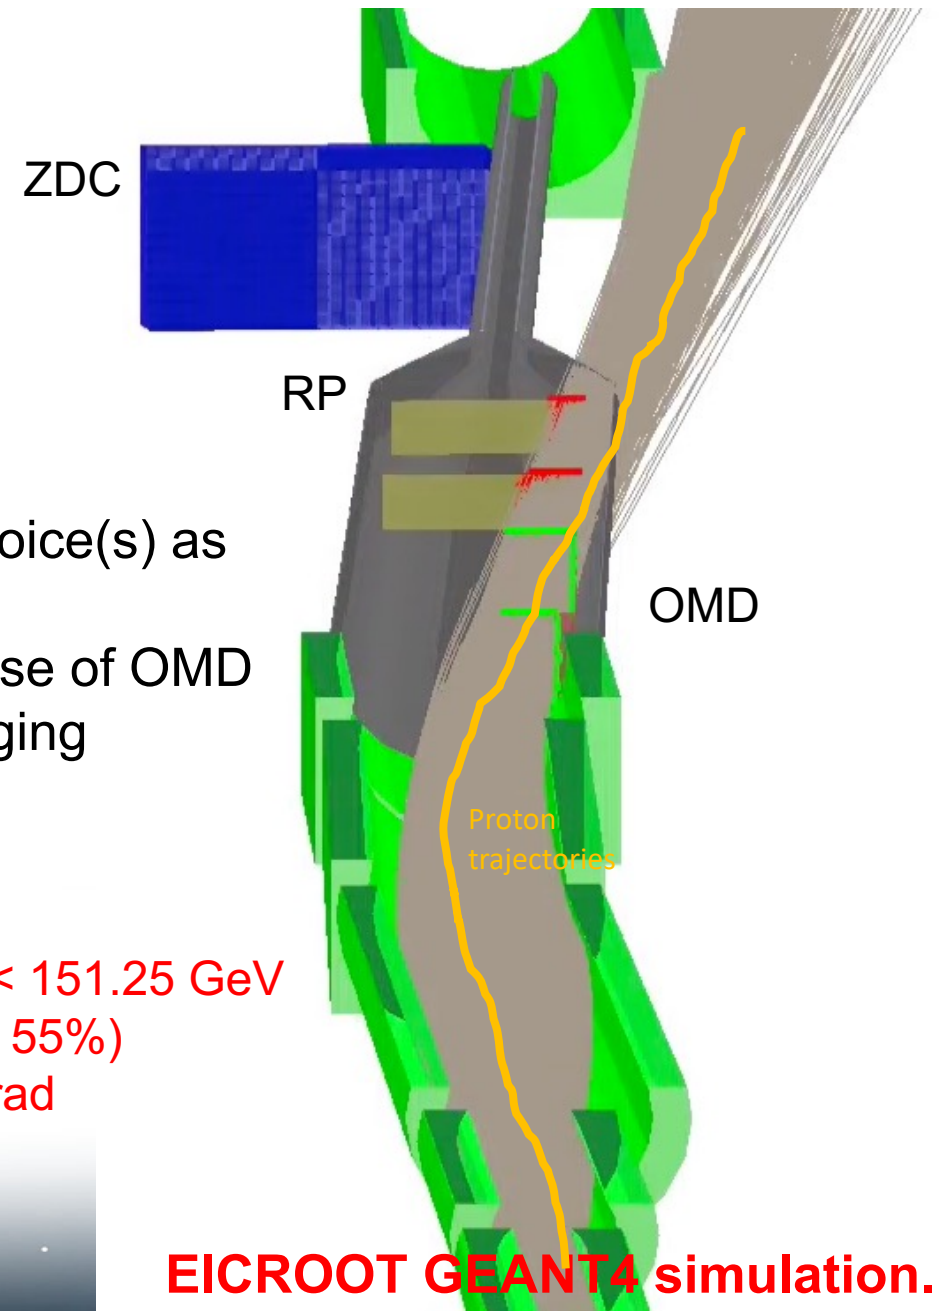 ZDC
RP
oice(s) as
OMD
se of OMD
ging
Proton
trajectories
< 151.25 GeV
55%)
rad
EICROOT GEANT4 simulation.